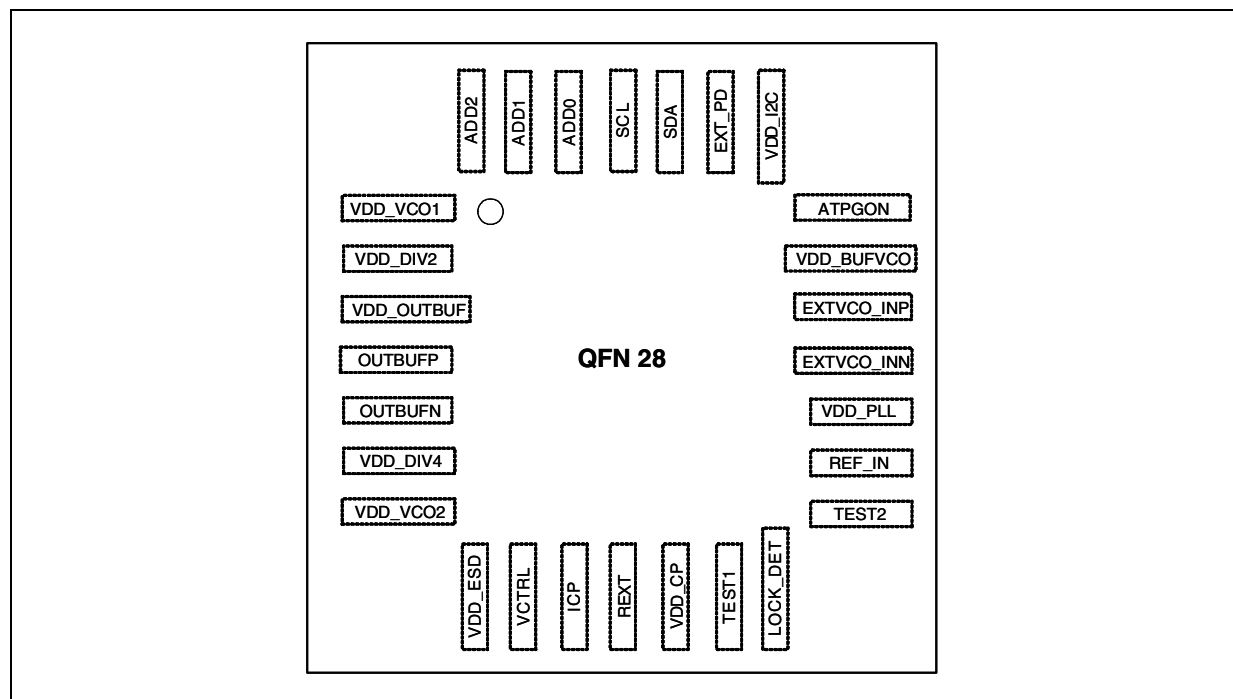 ADD2
ADD1
ADD0
SCL
SDA
EXT_PD
VDD_I2C
VDD_VCO1
VDD_DIV2
VDD_OUTBUF
OUTBUFP
OUTBUFN
VDD_DIV4
VDD_VCO2
QFN 28
ATPGON
VDD_BUFVCO
EXTVCO_INP
EXTVCO_INN
VDD_PLL
REF_IN
TEST2
VDD_ESD
VCTRL
ICP
REXT
VDD_CP
TEST1
LOCK_DET